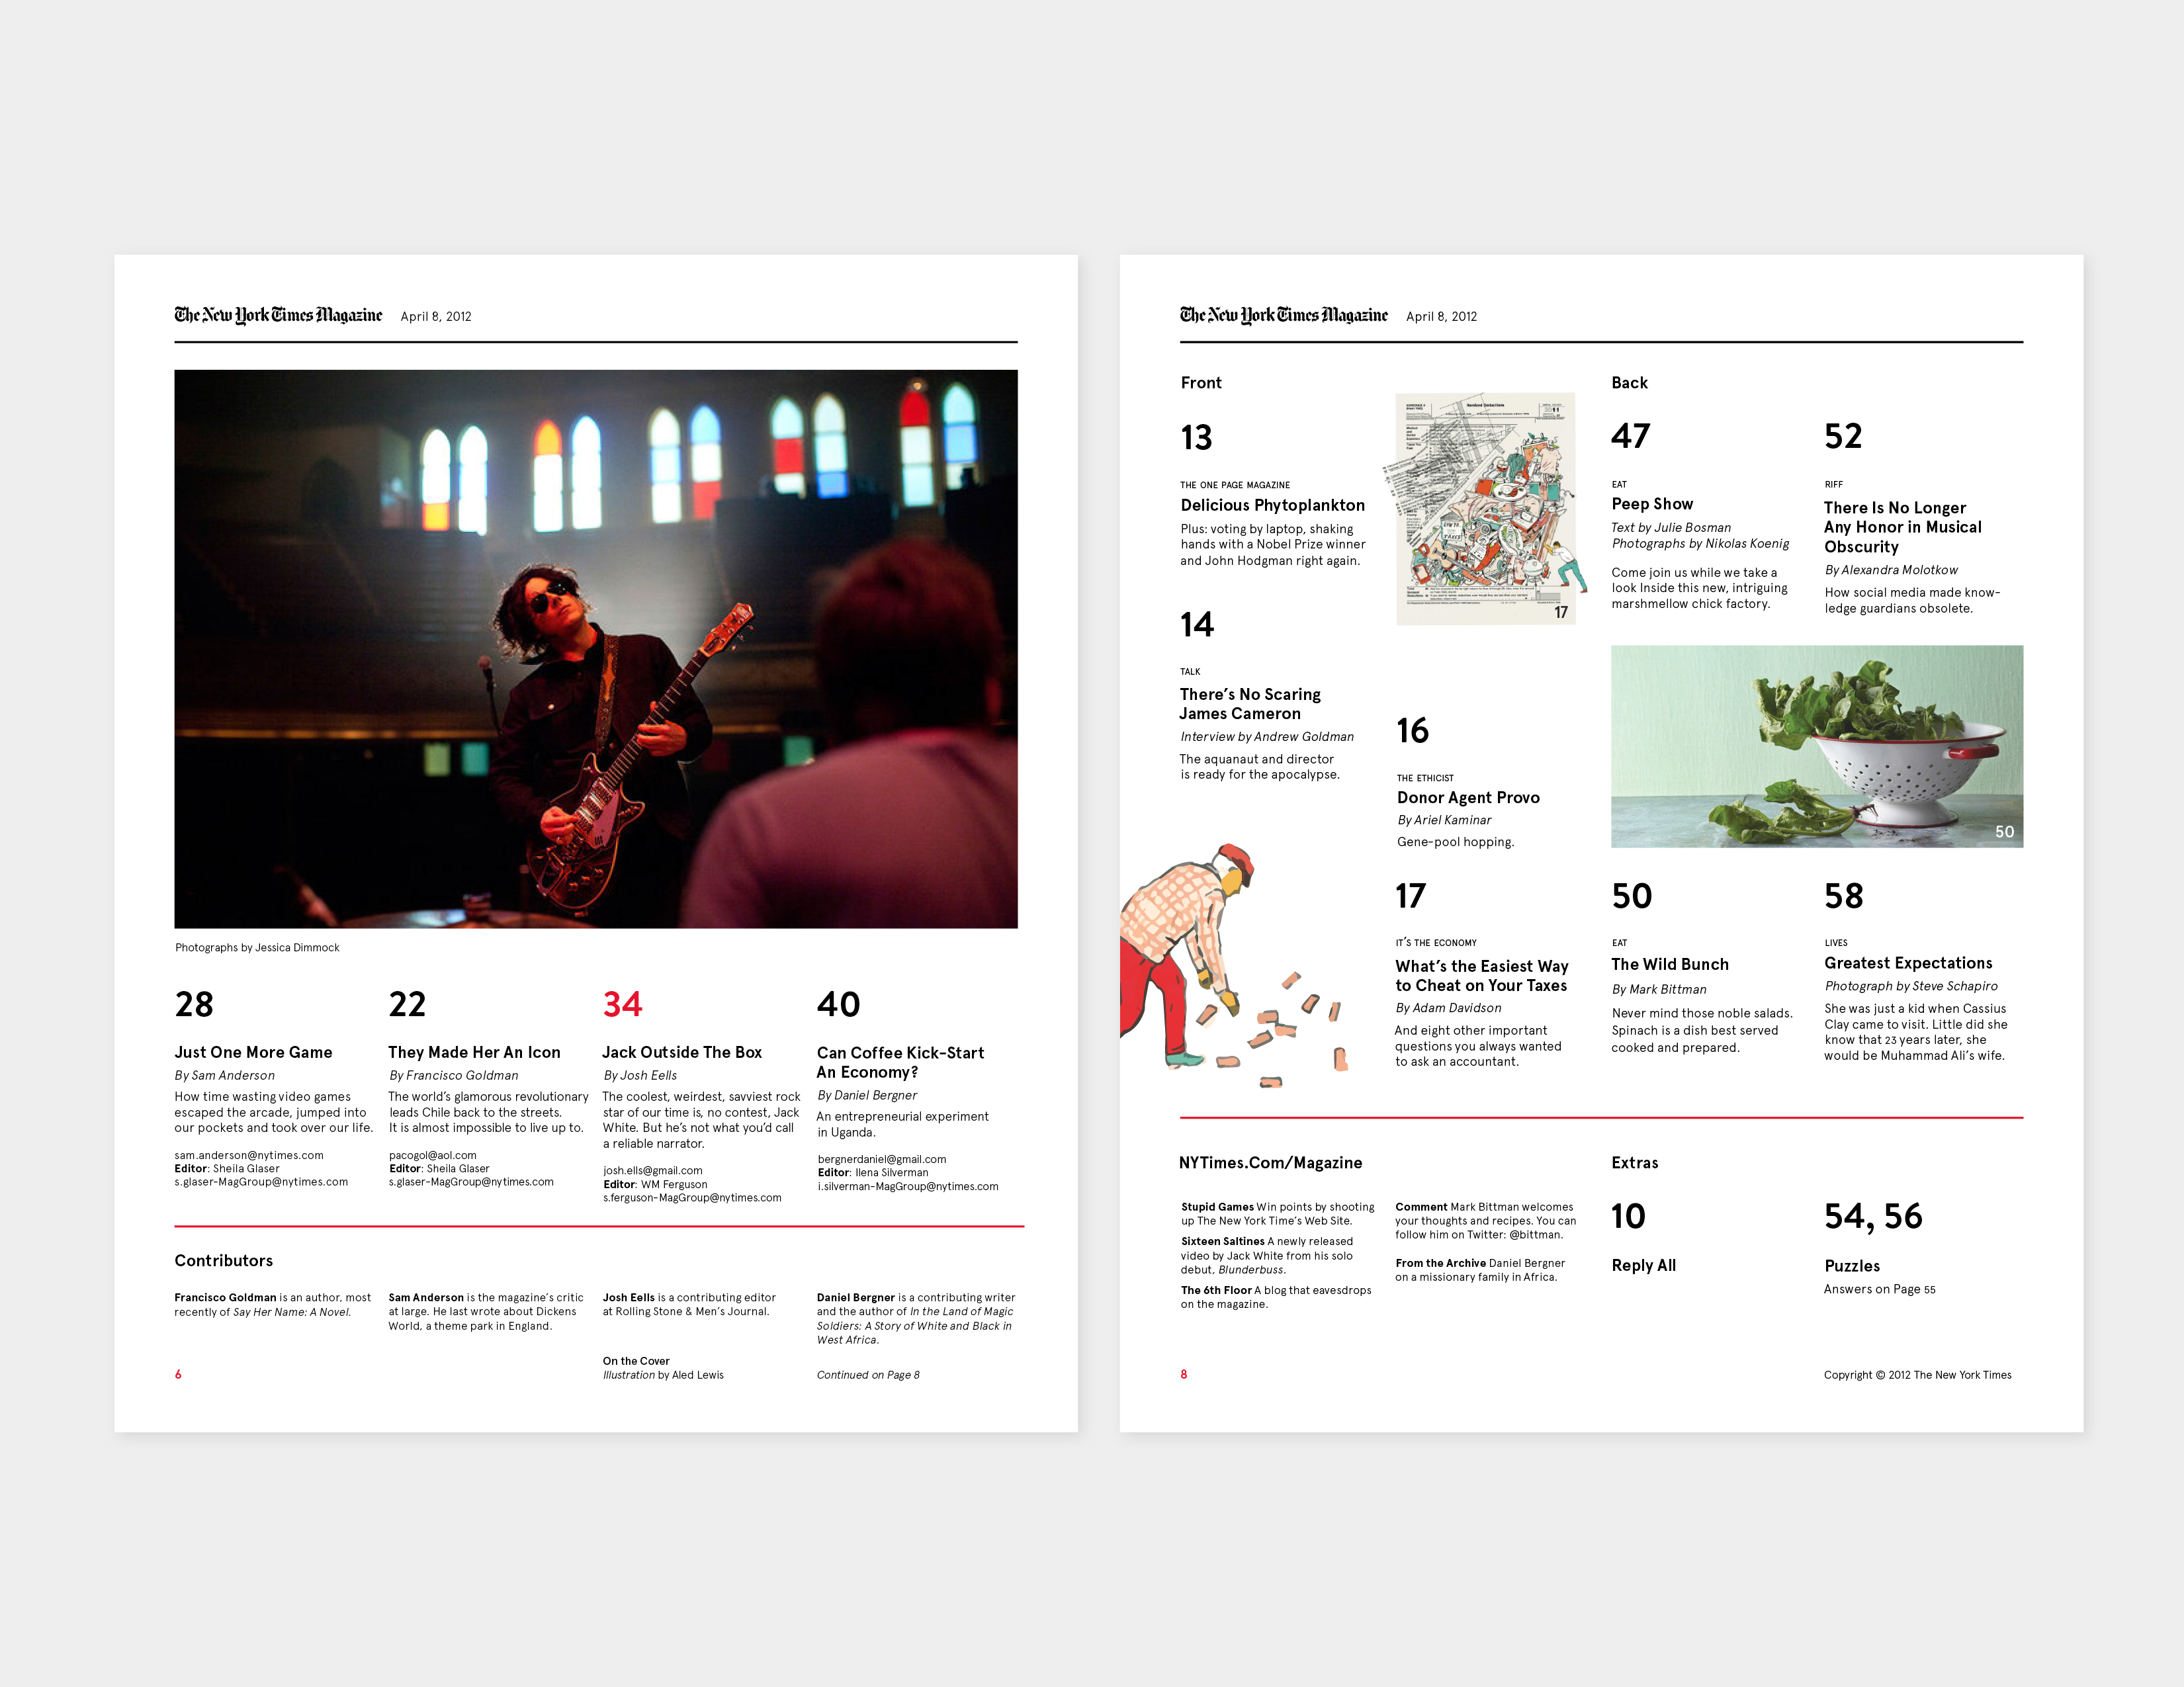 The New York Times Magazine April 8, 2012
Photographs by Jessica Dimmock
28
Just One More Game
By Sam Anderson
How time wasting video games
escaped the arcade, jumped into
our pockets and took over our life.
sam.anderson@nytimes.com
Editor: Sheila Glaser
s.glaser-MagGroup@nytimes.com
22
They Made Her An Icon
By Francisco Goldman
The world's glamorous revolutionary
leads Chile back to the streets.
It is almost impossible to live up to.
pacogol@aol.com
Editor: Sheila Glaser
s.glaser-MagGroup@nytimes.com
34
Jack Outside The Box
By Josh Eells
The coolest, weirdest, savviest rock
star of our time is, no contest, Jack
White. But he's not what you'd call
a reliable narrator.
josh.ells@gmail.com
Editor: WM Ferguson
s.ferguson-MagGroup@nytimes.com
40
Can Coffee Kick-Start
An Economy?
By Daniel Bergner
An entrepreneurial experiment
in Uganda.
bergnerdaniel@gmail.com
Editor: Ilena Silverman
i.silverman-MagGroup@nytimes.com
Contributors
Francisco Goldman is an author, most
recently of Say Her Name: A Novel.
Sam Anderson is the magazine's critic
at large. He last wrote about Dickens
World, a theme park in England.
Josh Eells is a contributing editor
at Rolling Stone & Men's Journal.
On the Cover
Illustration by Aled Lewis
Daniel Bergner is a contributing writer
and the author of In the Land of Magic
Soldiers: A Story of White and Black in
West Africa.
Continued on Page 8
6
The New York Times Magazine April 8, 2012
Front
13
THE ONE PAGE MAGAZINE
Delicious Phytoplankton
Plus: voting by laptop, shaking
hands with a Nobel Prize winner
and John Hodgman right again.
14
TALK
There's No Scaring
James Cameron
Interview by Andrew Goldman
The aquanaut and director
is ready for the apocalypse.
Itemized Deductions
2011
17
16
THE ETHICIST
Donor Agent Provo
By Ariel Kaminar
Gene-pool hopping.
17
IT'S THE ECONOMY
What's the Easiest Way
to Cheat on Your Taxes
By Adam Davidson
And eight other important
questions you always wanted
to ask an accountant.
Back
47
EAT
Peep Show
Text by Julie Bosman
Photographs by Nikolas Koenig
Come join us while we take a
look Inside this new, intriguing
marshmellow chick factory.
52
RIFF
There Is No Longer
Any Honor in Musical
Obscurity
By Alexandra Molotkow
How social media made know-
ledge guardians obsolete.
50
50
EAT
The Wild Bunch
By Mark Bittman
Never mind those noble salads.
Spinach is a dish best served
cooked and prepared.
58
LIVES
Greatest Expectations
Photograph by Steve Schapiro
She was just a kid when Cassius
Clay came to visit. Little did she
know that 23 years later, she
would be Muhammad Ali's wife.
NYTimes.Com/Magazine
Stupid Games Win points by shooting
up The New York Time's Web Site.
Sixteen Saltines A newly released
video by Jack White from his solo
debut, Blunderbuss.
The 6th Floor A blog that eavesdrops
on the magazine.
Comment Mark Bittman welcomes
your thoughts and recipes. You can
follow him on Twitter: @bittman.
From the Archive Daniel Bergner
on a missionary family in Africa.
Extras
10
Reply All
54, 56
Puzzles
Answers on Page 55
8
Copyright © 2012 The New York Times